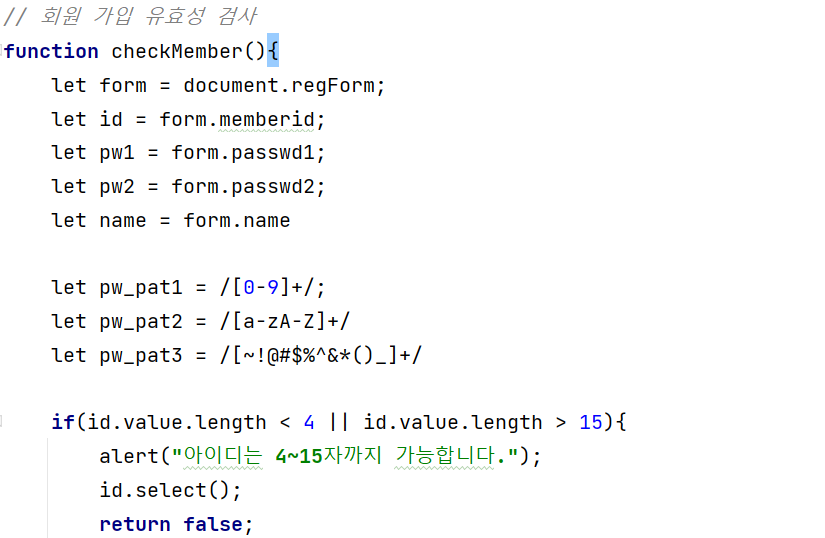 // 회원 가입 유효성 검사
function checkMember(){
    let form = document.regForm;
    let id = form.memberid;
    let pw1 = form.passwd1;
    let pw2 = form.passwd2;
    let name = form.name

    let pw_pat1 = /[0-9]+/;
    let pw_pat2 = /[a-zA-Z]+/
    let pw_pat3 = /[~!@#$%^&*()_]+/

    if(id.value.length < 4 || id.value.length > 15){
        alert("아이디는 4~15자까지 가능합니다.");
        id.select();
        return false;